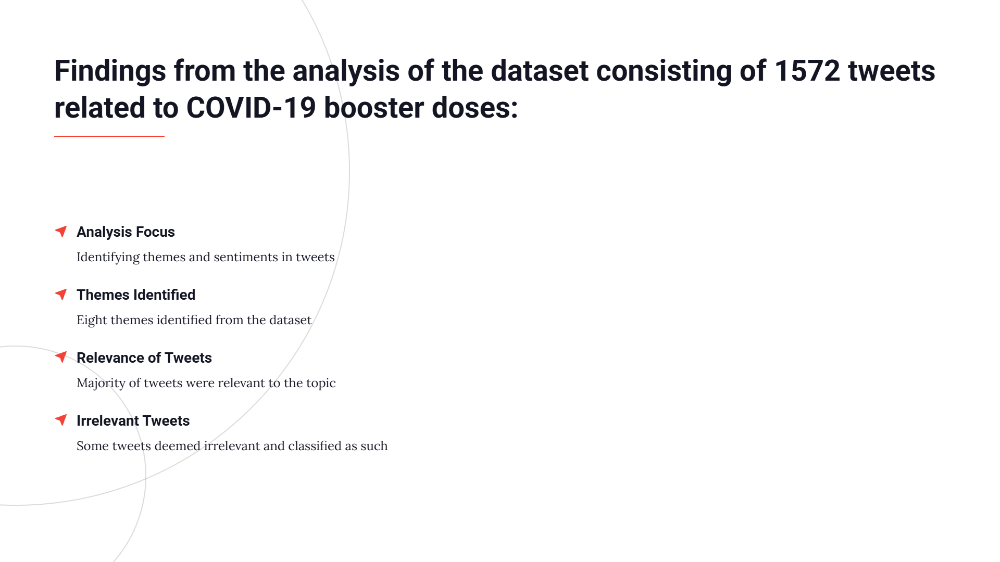 Findings from the analysis of the dataset consisting of 1572 tweets
related to COVID-19 booster doses:
Analysis Focus
Identifying themes and sentiments in tweets
Themes Identified
Eight themes identified from the dataset
Relevance of Tweets
Majority of tweets were relevant to the topic
Irrelevant Tweets
Some tweets deemed irrelevant and classified as such